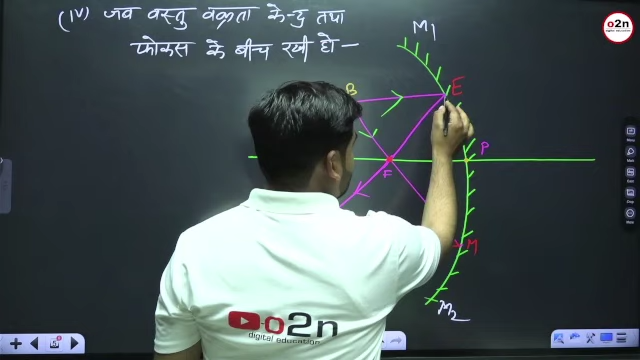 (iv) जब वस्तु वक्रता केन्द्र तथा
फोकस के बीच रखी हो -
M1
B
E
F
P
M
M2
o2n
digital education
o2n
digital education